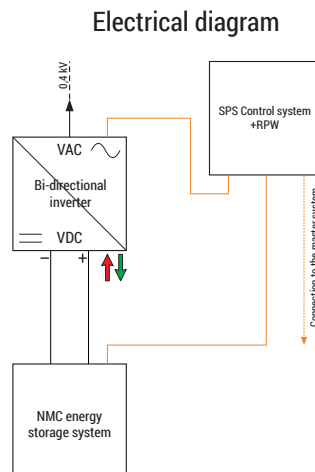 Electrical diagram
0,4 kV
SPS Control system
+RPW
VAC
Bi-directional
inverter
VDC
– +
Connection to the master system
NMC energy
storage system